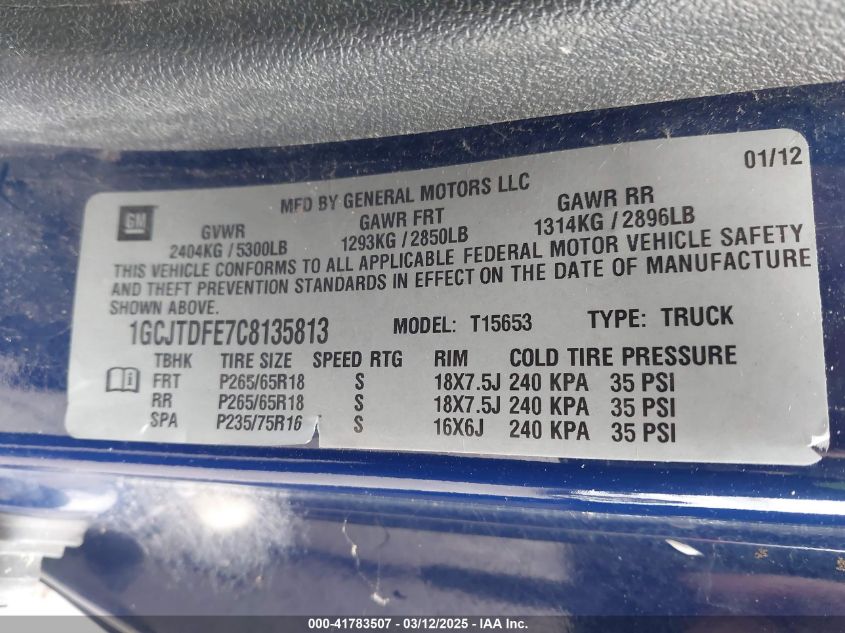 01/12
MFD BY GENERAL MOTORS LLC
GM
GVWR GAWR FRT GAWR RR
2404KG / 5300LB 1293KG / 2850LB 1314KG / 2896LB
THIS VEHICLE CONFORMS TO ALL APPLICABLE FEDERAL MOTOR VEHICLE SAFETY
AND THEFT PREVENTION STANDARDS IN EFFECT ON THE DATE OF MANUFACTURE
SHOWN ABOVE.
1GCJTDFE7C8135813 MODEL: T15653 TYPE: TRUCK
TBHK TIRE SIZE SPEED RTG RIM COLD TIRE PRESSURE
FRT P265/65R18 S 18X7.5J 240 KPA 35 PSI
RR P265/65R18 S 18X7.5J 240 KPA 35 PSI
SPA P235/75R16 S 16X6J 240 KPA 35 PSI
000-41783507 - 03/12/2025 - IAA Inc.